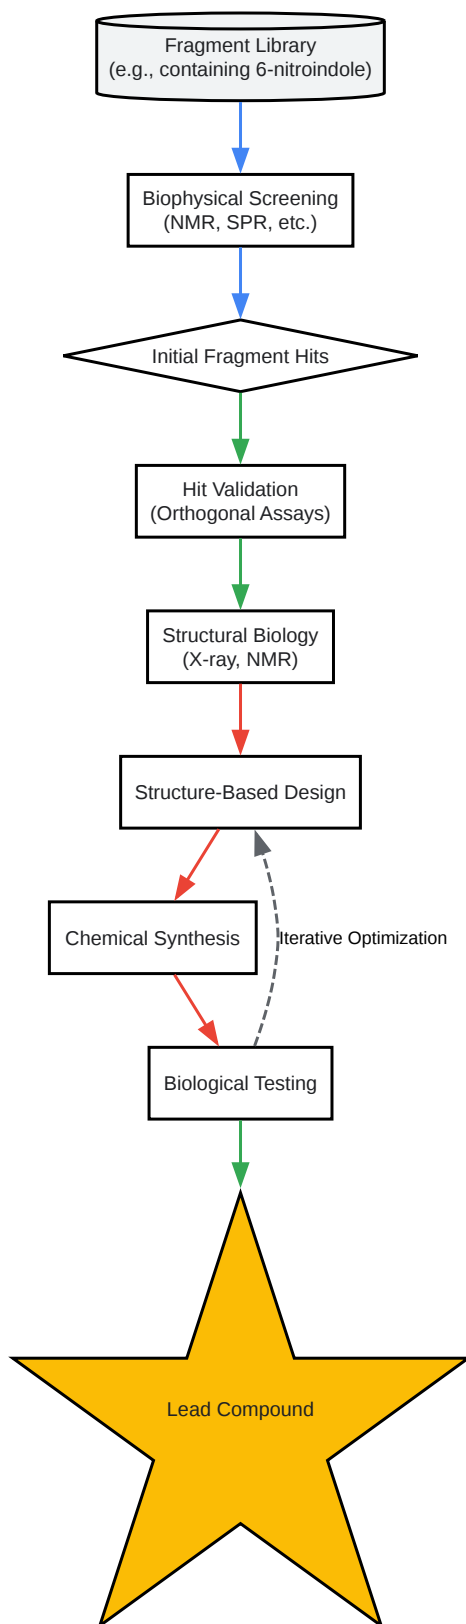 Fragment Library
(e.g., containing 6-nitroindole)
Biophysical Screening
(NMR, SPR, etc.)
Initial Fragment Hits
Hit Validation
(Orthogonal Assays)
Structural Biology
(X-ray, NMR)
Structure-Based Design
Chemical Synthesis
Iterative Optimization
Biological Testing
Lead Compound